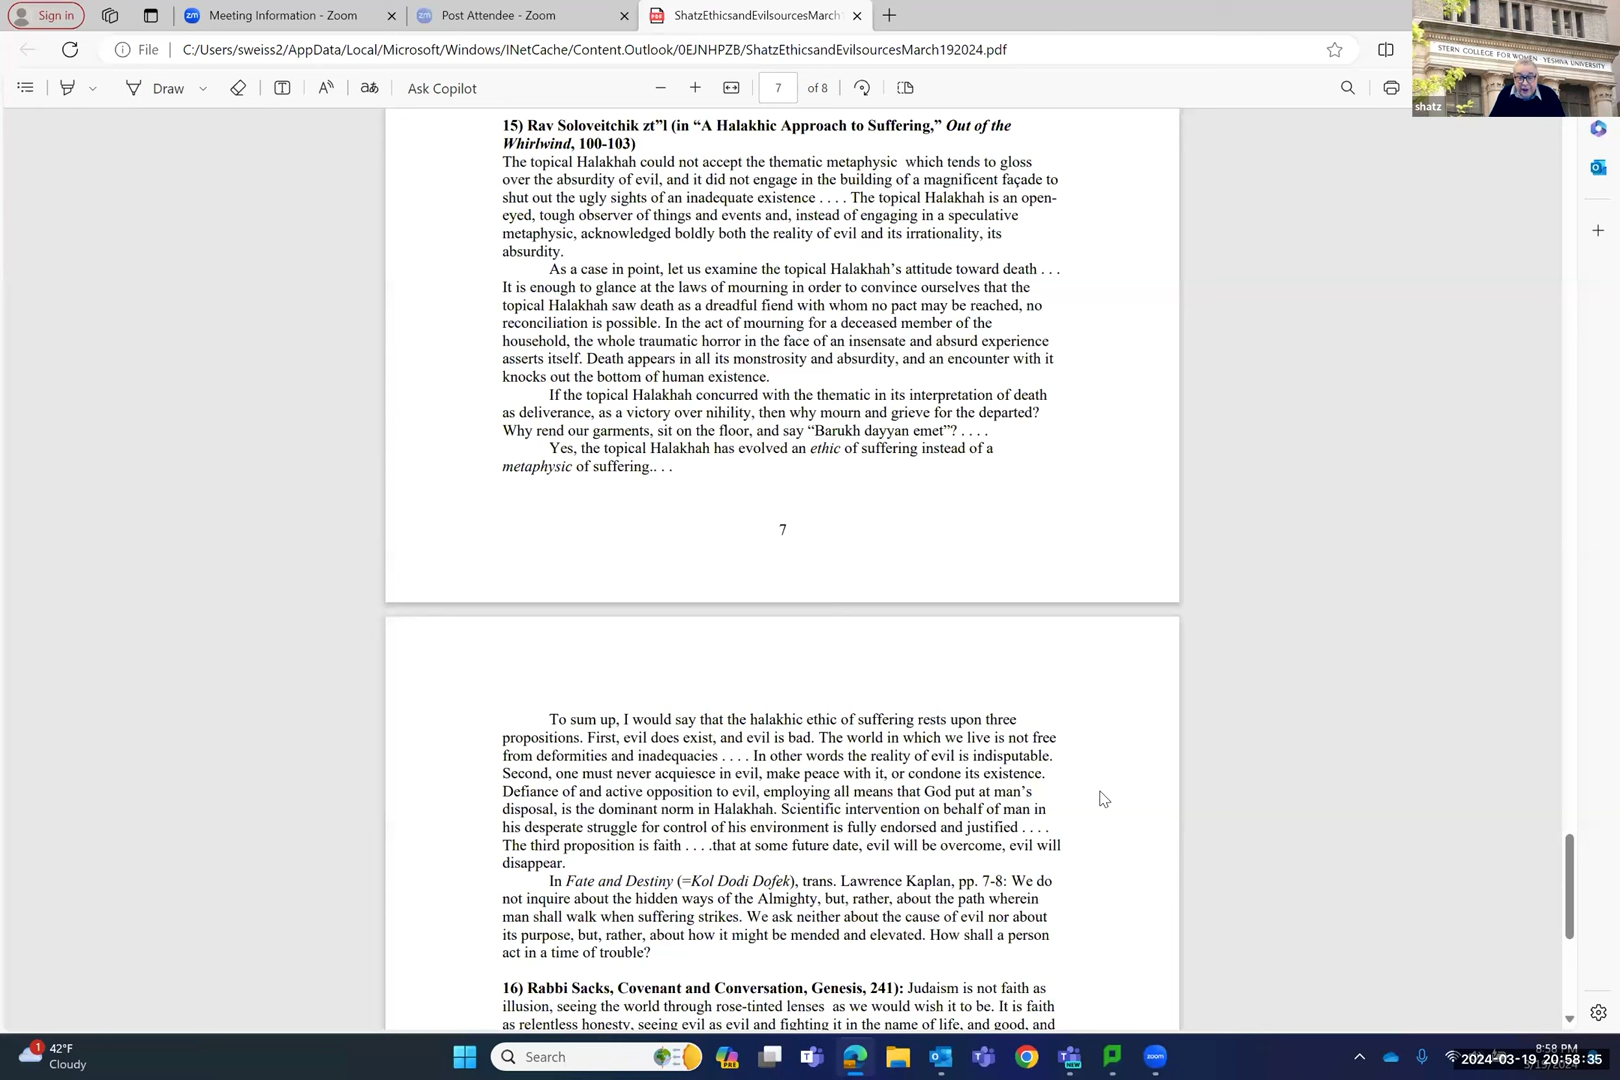 Sign in
Meeting Information - Zoom
Post Attendee - Zoom
ShatzEthicsandEvilsourcesMarch
File
C:/Users/sweiss2/AppData/Local/Microsoft/Windows/INetCache/Content.Outlook/0EJNHPZB/ShatzEthicsandEvilsourcesMarch192024.pdf
Draw
Ask Copilot
7
of 8
STERN COLLEGE FOR WOMEN · YESHIVA UNIVERSITY
shatz
15) Rav Soloveitchik zt”l (in “A Halakhic Approach to Suffering,” Out of the
Whirlwind, 100-103)
The topical Halakhah could not accept the thematic metaphysic which tends to gloss
over the absurdity of evil, and it did not engage in the building of a magnificent façade to
shut out the ugly sights of an inadequate existence . . . . The topical Halakhah is an open-
eyed, tough observer of things and events and, instead of engaging in a speculative
metaphysic, acknowledged boldly both the reality of evil and its irrationality, its
absurdity.
As a case in point, let us examine the topical Halakhah’s attitude toward death . . .
It is enough to glance at the laws of mourning in order to convince ourselves that the
topical Halakhah saw death as a dreadful fiend with whom no pact may be reached, no
reconciliation is possible. In the act of mourning for a deceased member of the
household, the whole traumatic horror in the face of an insensate and absurd experience
asserts itself. Death appears in all its monstrosity and absurdity, and an encounter with it
knocks out the bottom of human existence.
If the topical Halakhah concurred with the thematic in its interpretation of death
as deliverance, as a victory over nihility, then why mourn and grieve for the departed?
Why rend our garments, sit on the floor, and say “Barukh dayyan emet”? . . . .
Yes, the topical Halakhah has evolved an ethic of suffering instead of a
metaphysic of suffering.. . .
7
To sum up, I would say that the halakhic ethic of suffering rests upon three
propositions. First, evil does exist, and evil is bad. The world in which we live is not free
from deformities and inadequacies . . . . In other words the reality of evil is indisputable.
Second, one must never acquiesce in evil, make peace with it, or condone its existence.
Defiance of and active opposition to evil, employing all means that God put at man’s
disposal, is the dominant norm in Halakhah. Scientific intervention on behalf of man in
his desperate struggle for control of his environment is fully endorsed and justified . . . .
The third proposition is faith . . . .that at some future date, evil will be overcome, evil will
disappear.
In Fate and Destiny (=Kol Dodi Dofek), trans. Lawrence Kaplan, pp. 7-8: We do
not inquire about the hidden ways of the Almighty, but, rather, about the path wherein
man shall walk when suffering strikes. We ask neither about the cause of evil nor about
its purpose, but, rather, about how it might be mended and elevated. How shall a person
act in a time of trouble?
16) Rabbi Sacks, Covenant and Conversation, Genesis, 241): Judaism is not faith as
illusion, seeing the world through rose-tinted lenses as we would wish it to be. It is faith
as relentless honesty, seeing evil as evil and fighting it in the name of life, and good, and
1
42°F
Cloudy
Search
PRE
NEW
zoom
8:58 PM
2024-03-19 20:58:35